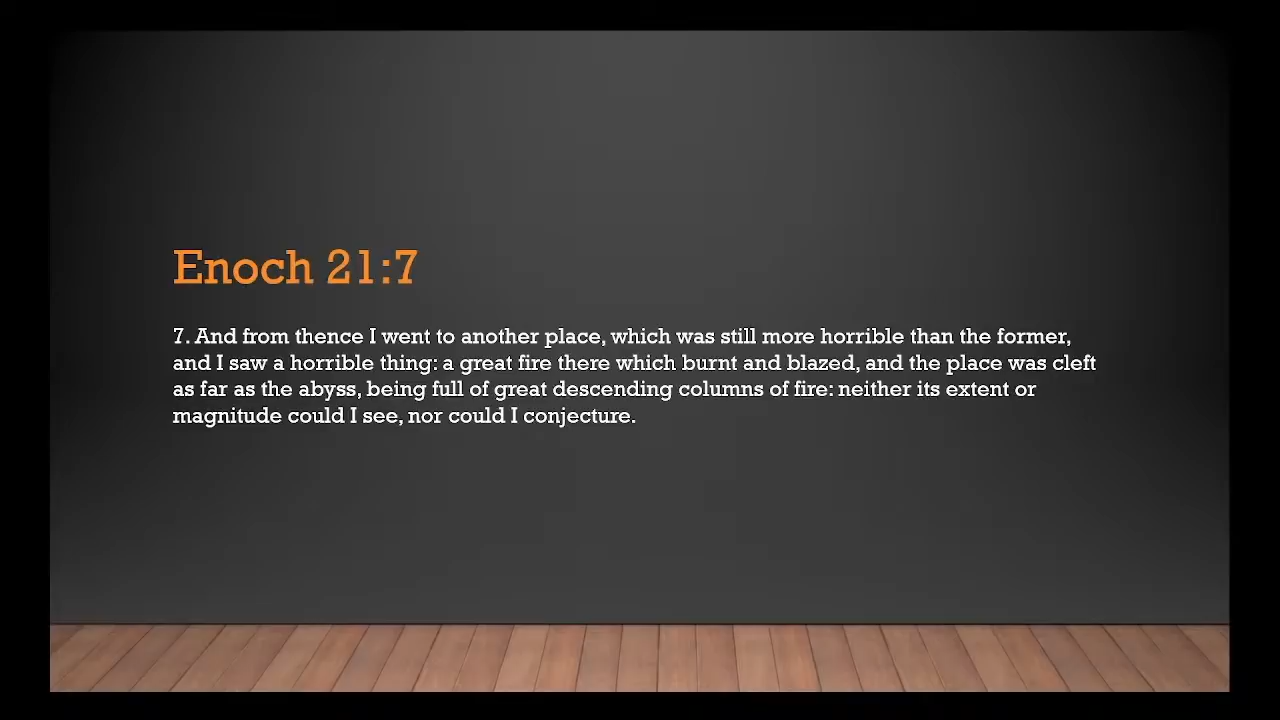 Enoch 21:7
7. And from thence I went to another place, which was still more horrible than the former,
and I saw a horrible thing: a great fire there which burnt and blazed, and the place was cleft
as far as the abyss, being full of great descending columns of fire: neither its extent or
magnitude could I see, nor could I conjecture.